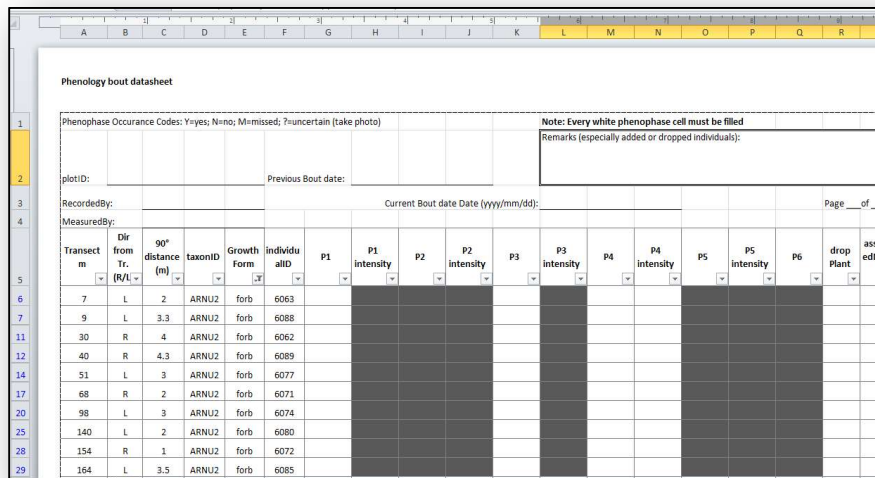 A B C D E F G H I J K L M N O P Q R
Phenology bout datasheet
1 Phenophase Occurance Codes: Y=yes; N=no; M=missed; ?=uncertain (take photo) Note: Every white phenophase cell must be filled
Remarks (especially added or dropped individuals):
2 plotID: Previous Bout date:
3 RecordedBy: Current Bout date Date (yyyy/mm/dd): Page ___of _
4 MeasuredBy:
5 Transect m Dir from Tr. (R/L 90° distance (m) taxonID Growth Form individu alID P1 P1 intensity P2 P2 intensity P3 P3 intensity P4 P4 intensity P5 P5 intensity P6 drop Plant
6 7 L 2 ARNU2 forb 6063
7 9 L 3.3 ARNU2 forb 6088
11 30 R 4 ARNU2 forb 6062
12 40 R 4.3 ARNU2 forb 6089
14 51 L 3 ARNU2 forb 6077
17 68 R 2 ARNU2 forb 6071
20 98 L 3 ARNU2 forb 6074
25 140 L 2 ARNU2 forb 6080
28 154 R 1 ARNU2 forb 6072
29 164 L 3.5 ARNU2 forb 6085